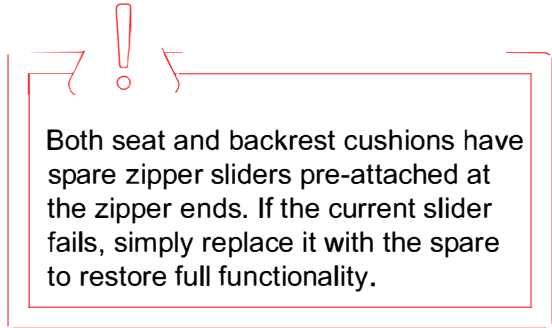 Both seat and backrest cushions have
spare zipper sliders pre-attached at
the zipper ends. If the current slider
fails, simply replace it with the spare
to restore full functionality.